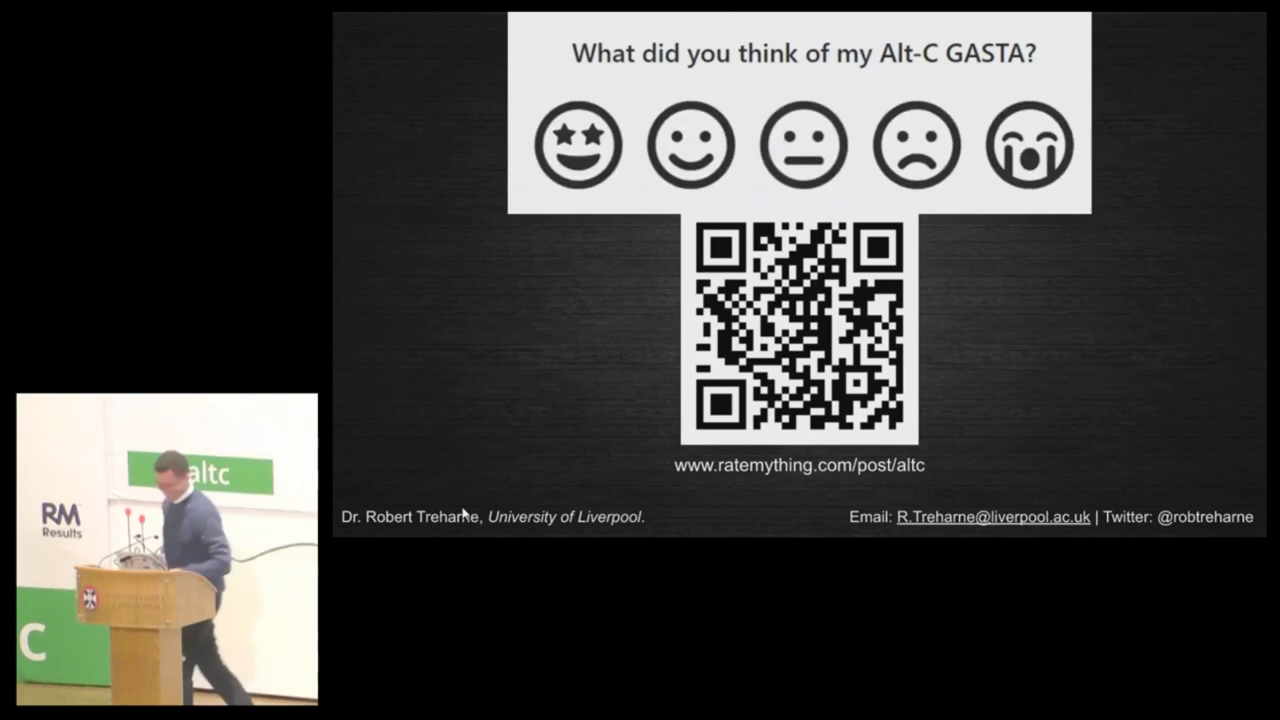 What did you think of my Alt-C GASTA?
www.ratemything.com/post/altc
Dr. Robert Treharne, University of Liverpool.
Email: R.Treharne@liverpool.ac.uk | Twitter: @robtreharne
altc
RM
Results
C